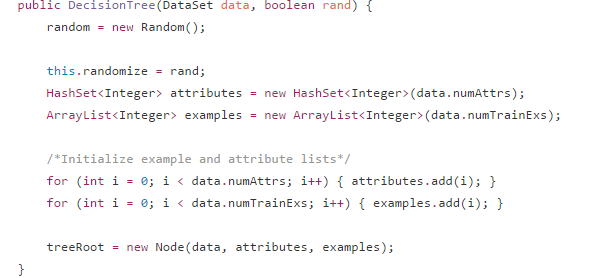 public DecisionTree(DataSet data, boolean rand) {
random = new Random();
this.randomize = rand;
HashSet<Integer> attributes = new HashSet<Integer>(data.numAttrs);
ArrayList<Integer> examples = new ArrayList<Integer>(data.numTrainExs);
/*Initialize example and attribute lists*/
for (int i = 0; i < data.numAttrs; i++) { attributes.add(i); }
for (int i = 0; i < data.numTrainExs; i++) { examples.add(i); }
treeRoot = new Node(data, attributes, examples);
}